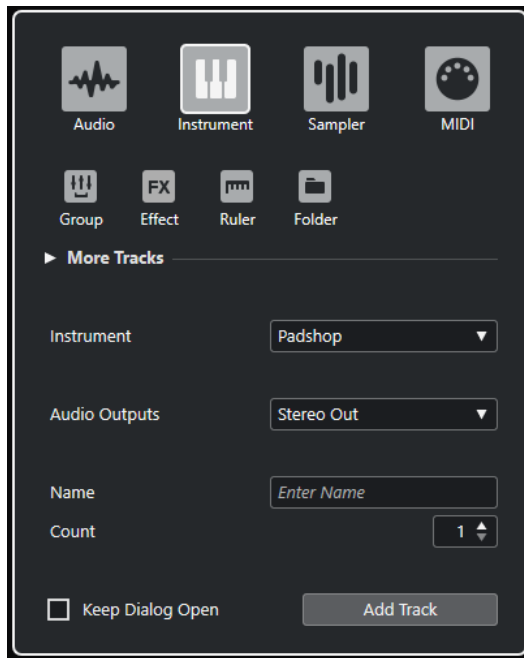 Audio Instrument Sampler MIDI
FX
Group Effect Ruler Folder
More Tracks
Instrument Padshop
Audio Outputs Stereo Out
Name Enter Name
Count 1
Keep Dialog Open Add Track